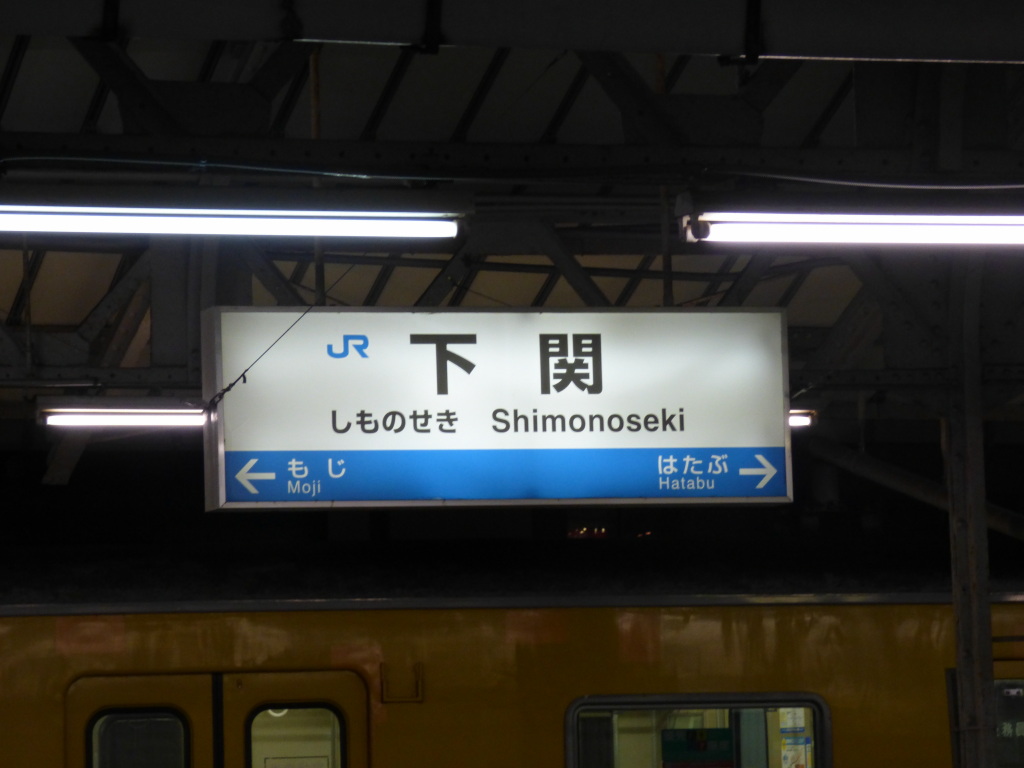 JR 下関
しものせき Shimonoseki
← もじ はたぶ →
Moji Hatabu